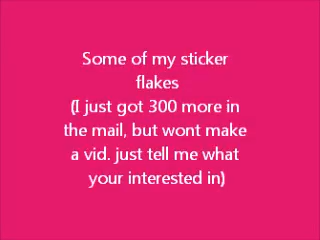 Some of my sticker
flakes
(I just got 300 more in
the mail, but wont make
a vid. just tell me what
your interested in)